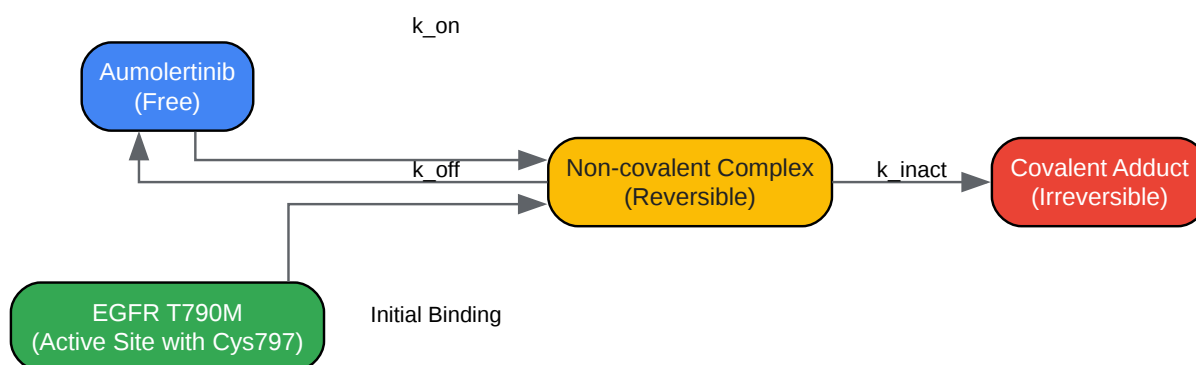 k_on
Aumolertinib
(Free)
k_off
Non-covalent Complex
(Reversible)
k_inact
Covalent Adduct
(Irreversible)
EGFR T790M
(Active Site with Cys797)
Initial Binding